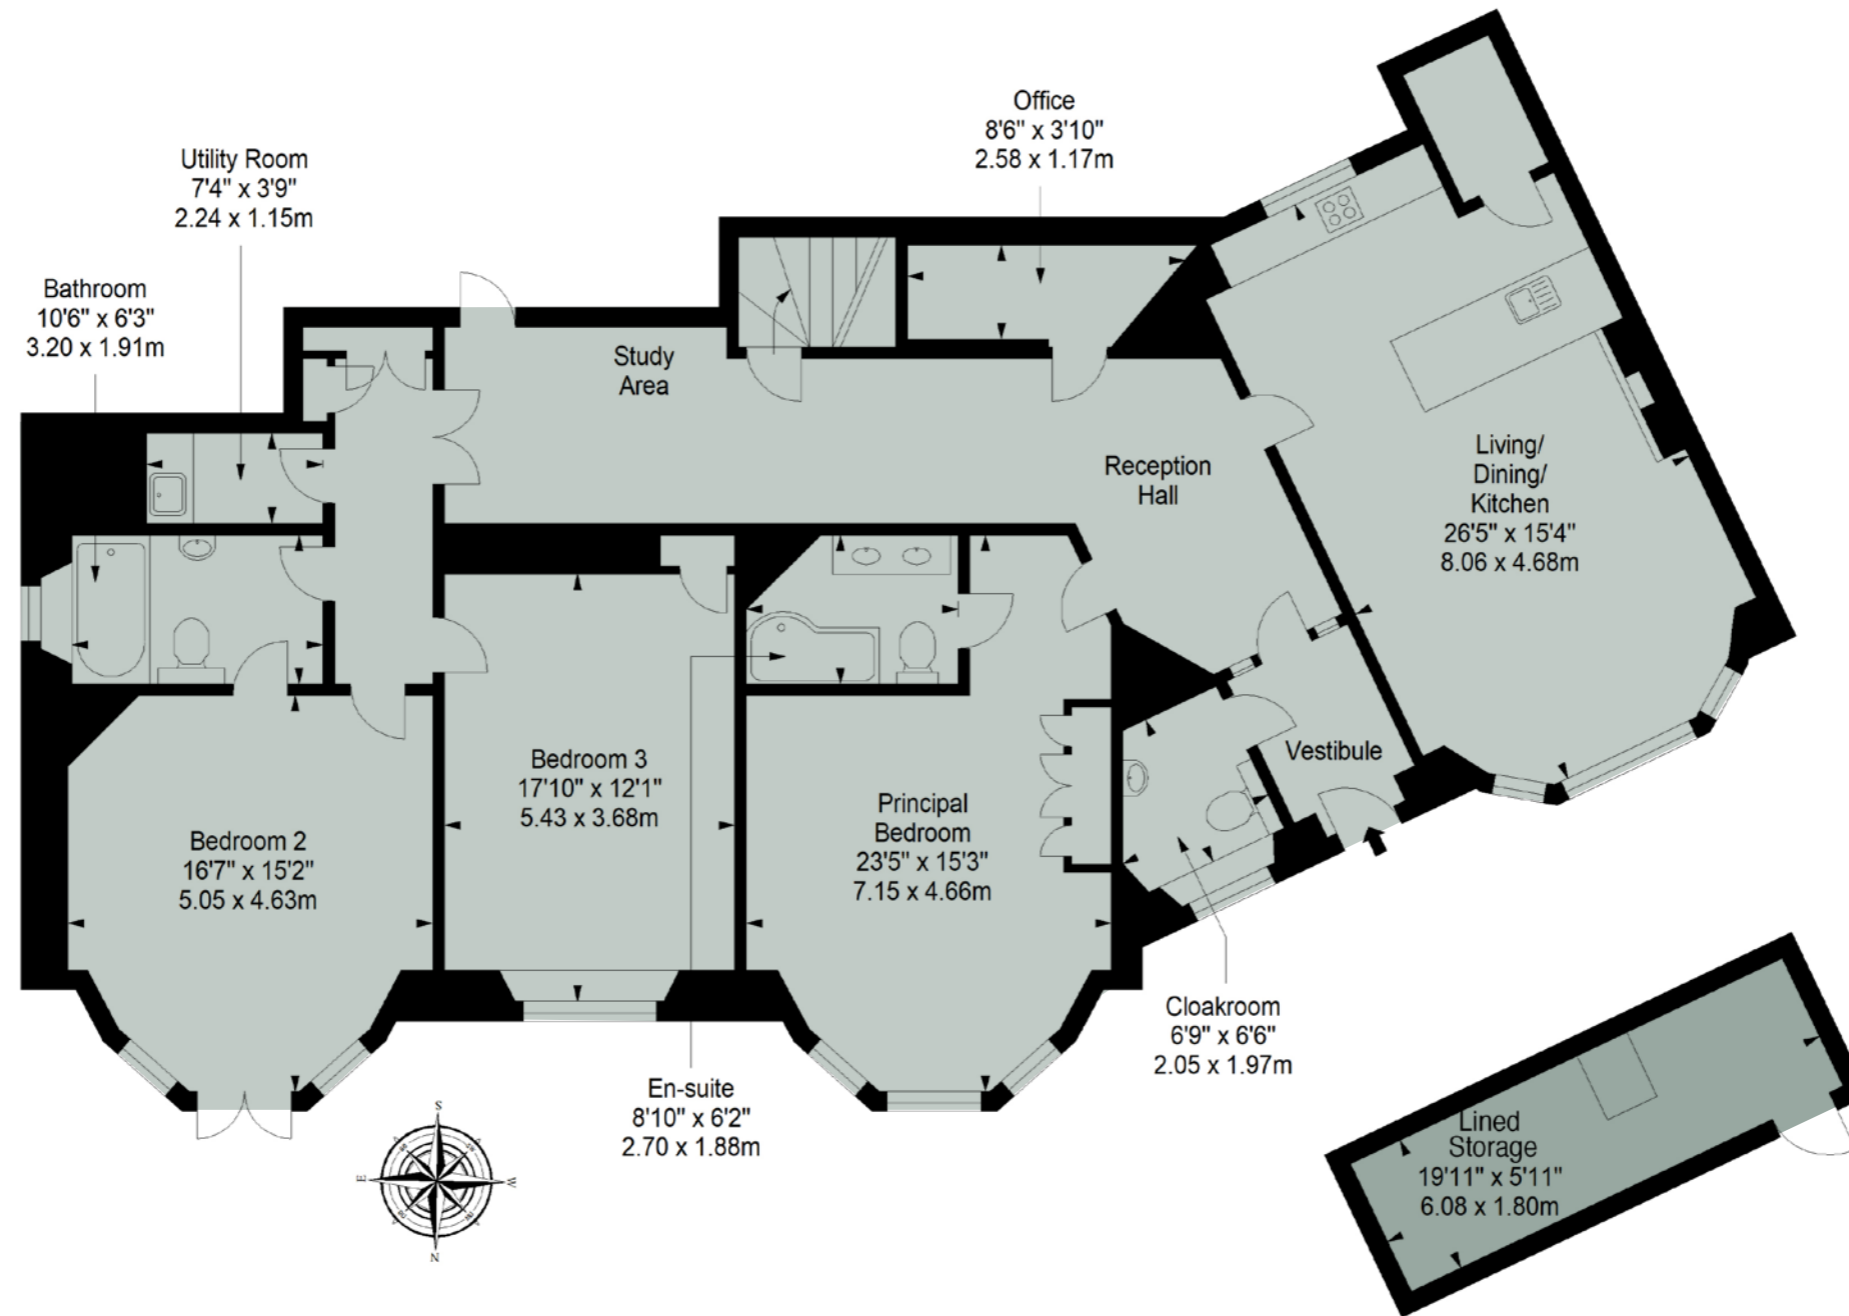 Office
8'6" x 3'10"
2.58 x 1.17m
Utility Room
7'4" x 3'9"
2.24 x 1.15m
Bathroom
10'6" x 6'3"
3.20 x 1.91m
Study
Area
Reception
Hall
Living/
Dining/
Kitchen
26'5" x 15'4"
8.06 x 4.68m
Vestibule
Bedroom 3
17'10" x 12'1"
5.43 x 3.68m
Principal
Bedroom
23'5" x 15'3"
7.15 x 4.66m
Bedroom 2
16'7" x 15'2"
5.05 x 4.63m
Cloakroom
6'9" x 6'6"
2.05 x 1.97m
En-suite
8'10" x 6'2"
2.70 x 1.88m
Lined
Storage
19'11" x 5'11"
6.08 x 1.80m
S
E
W
N